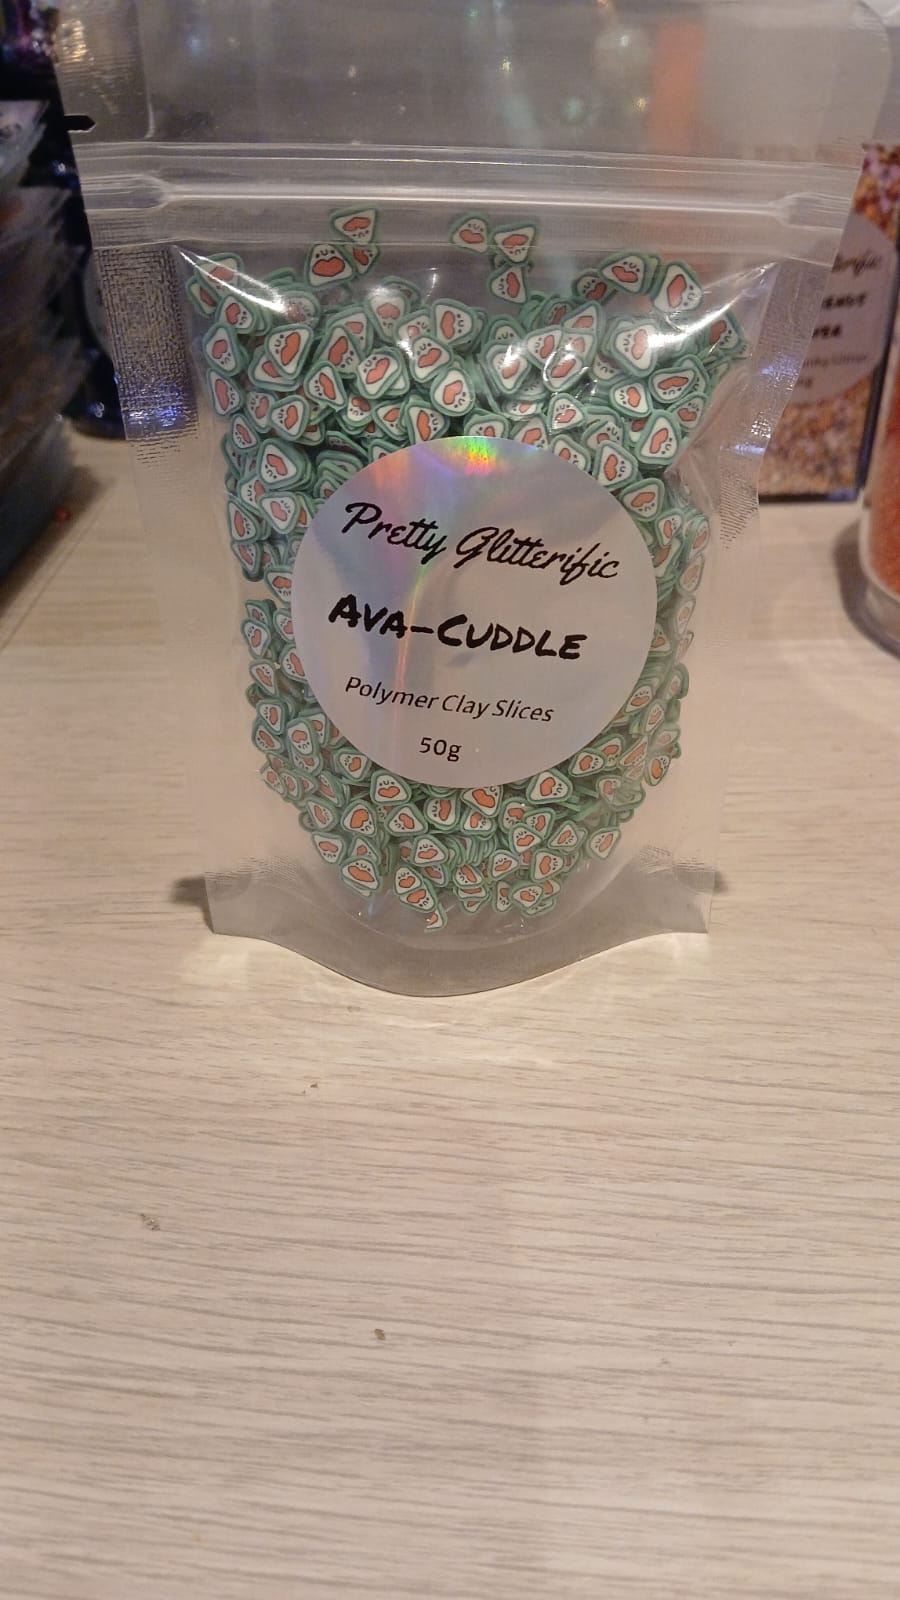 Pretty Glitterific
AVA-CUDDLE
Polymer Clay Slices
50g